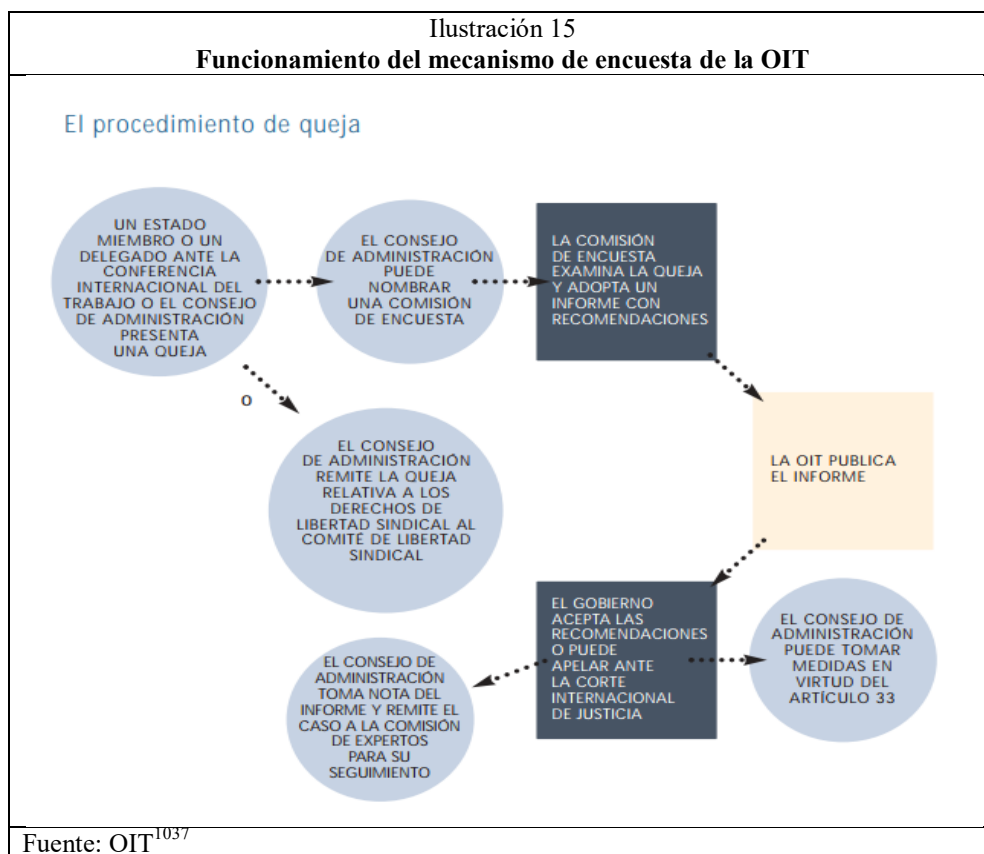 Ilustración 15
Funcionamiento del mecanismo de encuesta de la OIT
El procedimiento de queja
UN ESTADO
MIEMBRO O UN
DELEGADO ANTE LA
CONFERENCIA
INTERNACIONAL DEL
TRABAJO O EL CONSEJO
DE ADMINISTRACIÓN
PRESENTA
UNA QUEJA
EL CONSEJO
DE ADMINISTRACIÓN
PUEDE
NOMBRAR
UNA COMISIÓN
DE ENCUESTA
LA COMISIÓN
DE ENCUESTA
EXAMINA LA QUEJA
Y ADOPTA UN
INFORME CON
RECOMENDACIONES
O
EL CONSEJO
DE ADMINISTRACIÓN
REMITE LA QUEJA
RELATIVA A LOS
DERECHOS DE
LIBERTAD SINDICAL AL
COMITÉ DE LIBERTAD
SINDICAL
LA OIT PUBLICA
EL INFORME
EL GOBIERNO
ACEPTA LAS
RECOMENDACIONES
O PUEDE
APELAR ANTE
LA CORTE
INTERNACIONAL
DE JUSTICIA
EL CONSEJO DE
ADMINISTRACIÓN
PUEDE TOMAR
MEDIDAS EN
VIRTUD DEL
ARTÍCULO 33
EL CONSEJO DE
ADMINISTRACIÓN
TOMA NOTA DEL
INFORME Y REMITE EL
CASO A LA COMISIÓN
DE EXPERTOS
PARA SU
SEGUIMIENTO
Fuente: OIT1037